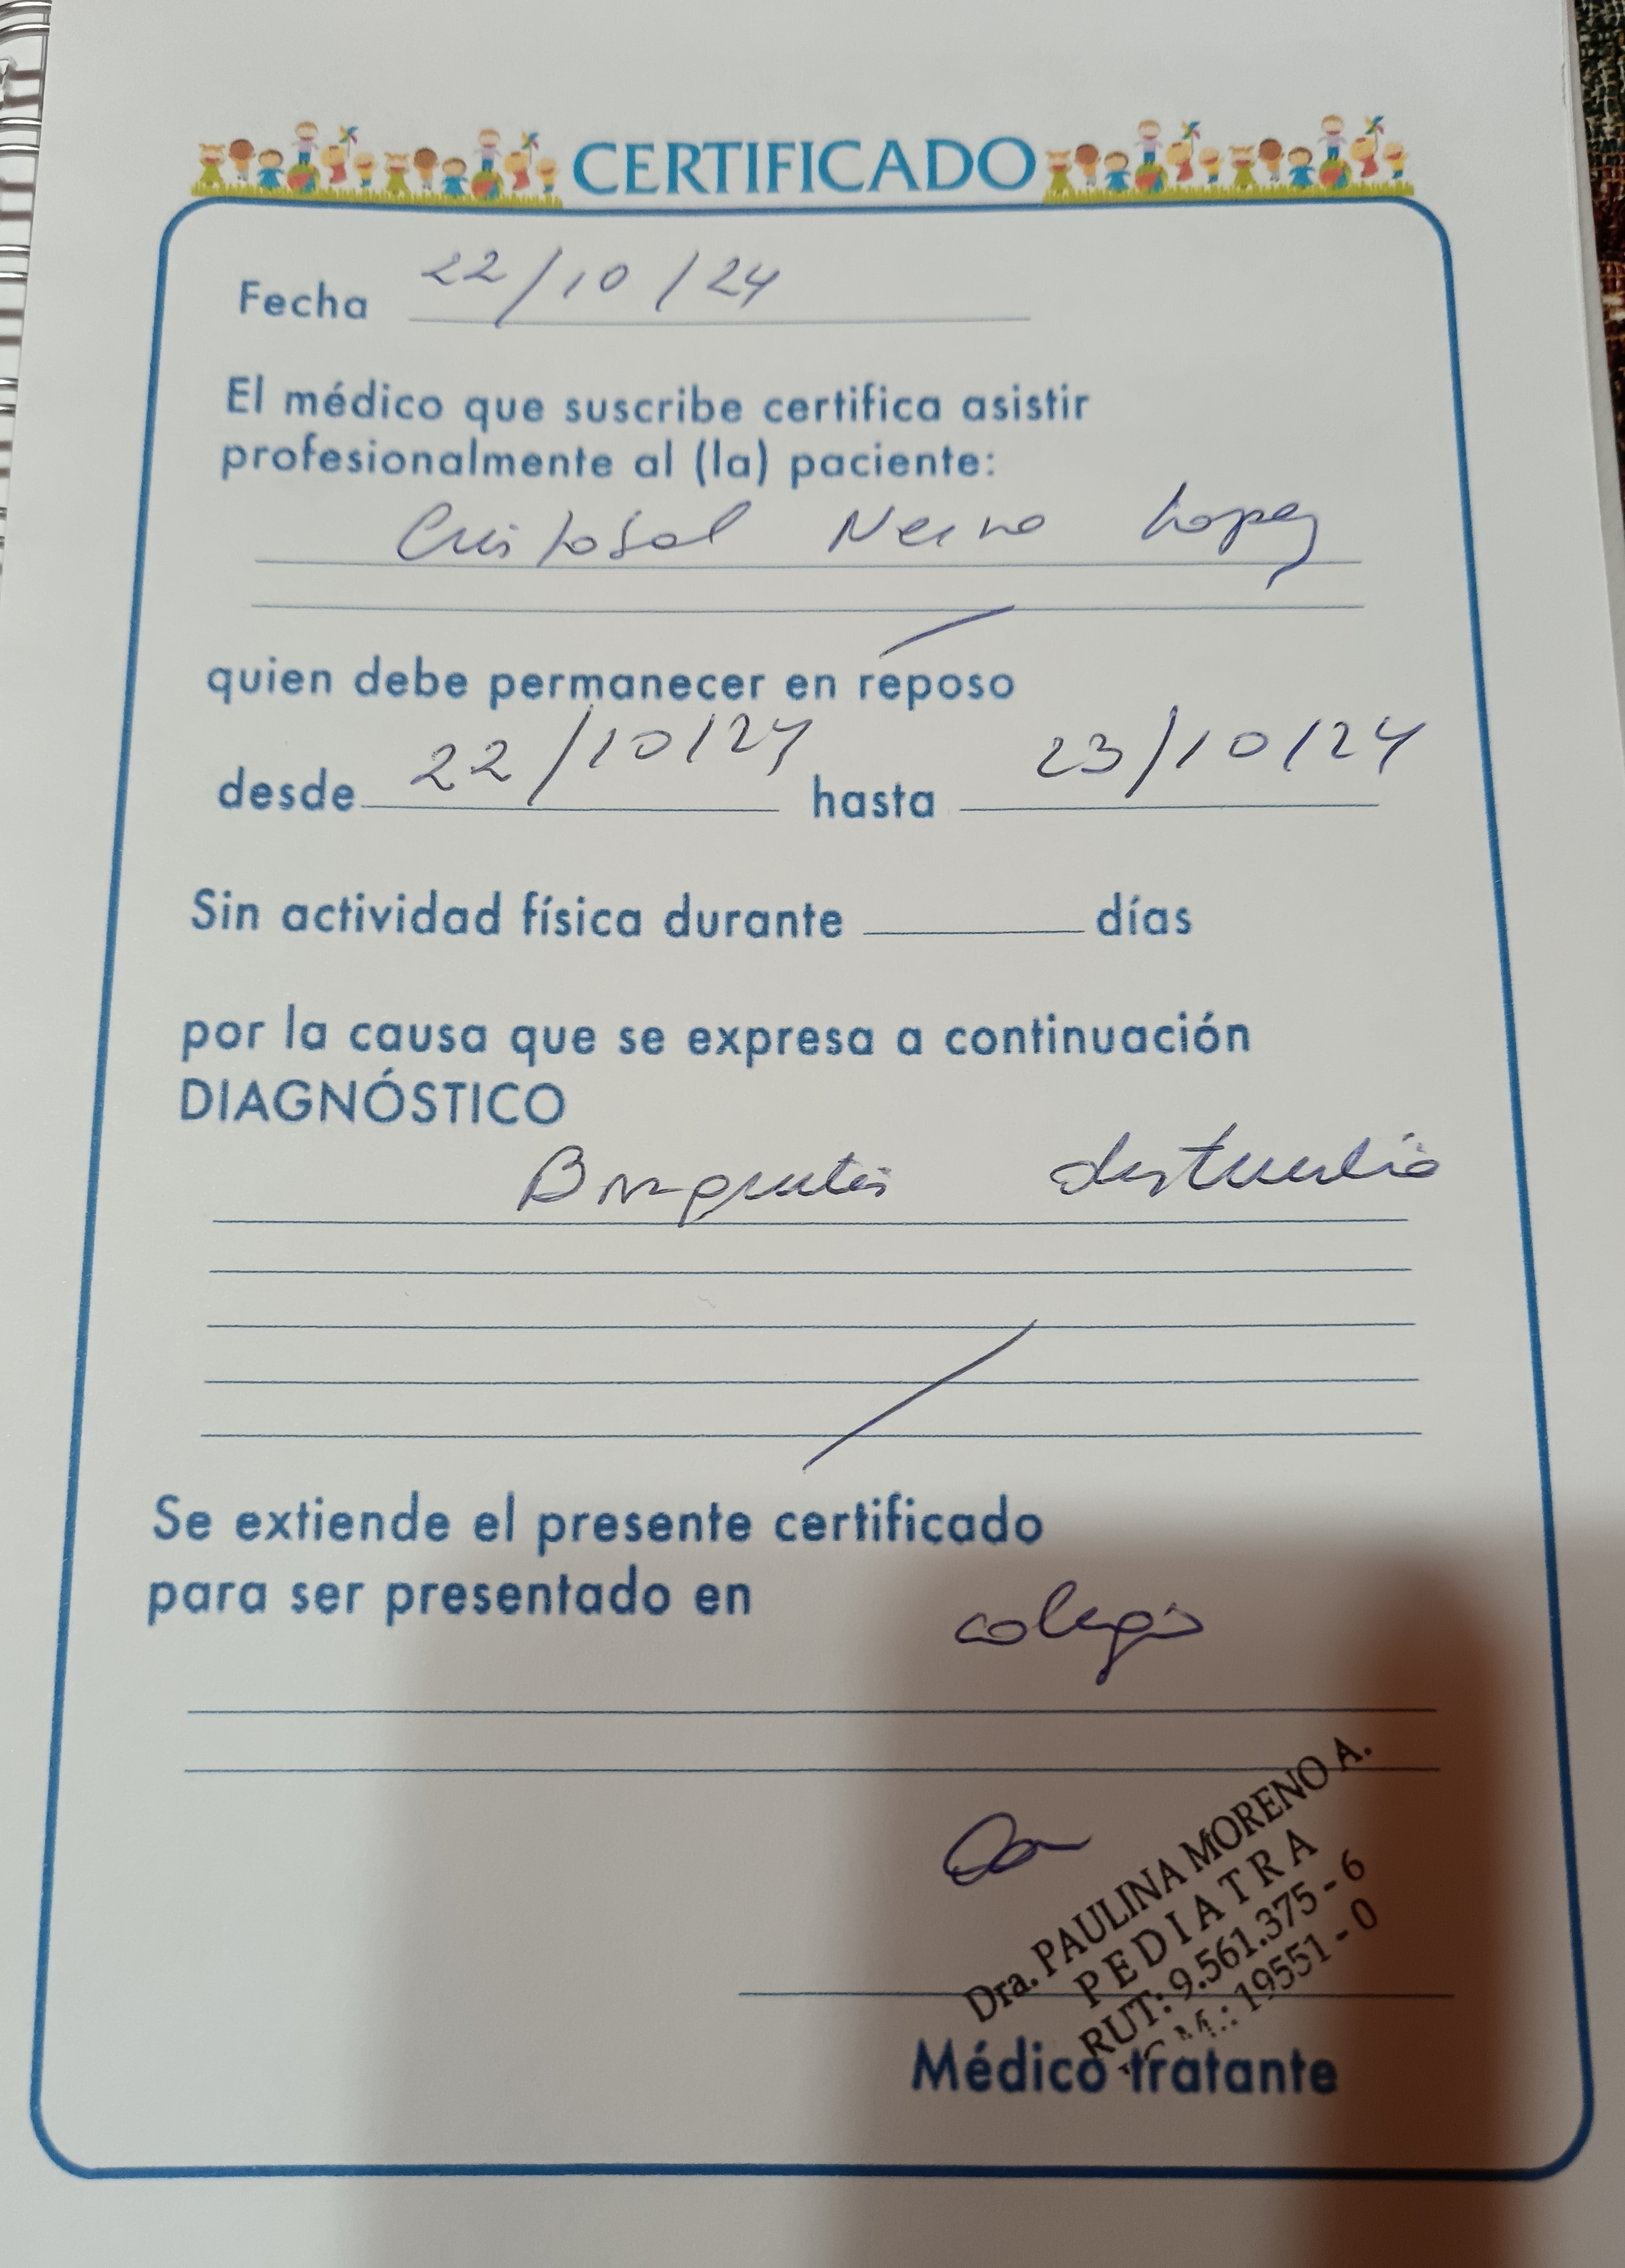 CERTIFICADO
Fecha 22/10/24
El médico que suscribe certifica asistir
profesionalmente al (la) paciente:
Cristobal Neira Lopez
quien debe permanecer en reposo
desde 22/10/24 hasta 23/10/24
Sin actividad física durante días
por la causa que se expresa a continuación
DIAGNÓSTICO
Se extiende el presente certificado
para ser presentado en colegio
Dra. PAULINA MORENO A.
PEDIATRA
RUT: 9.561.375 - 6
19551 - 0
Médico tratante